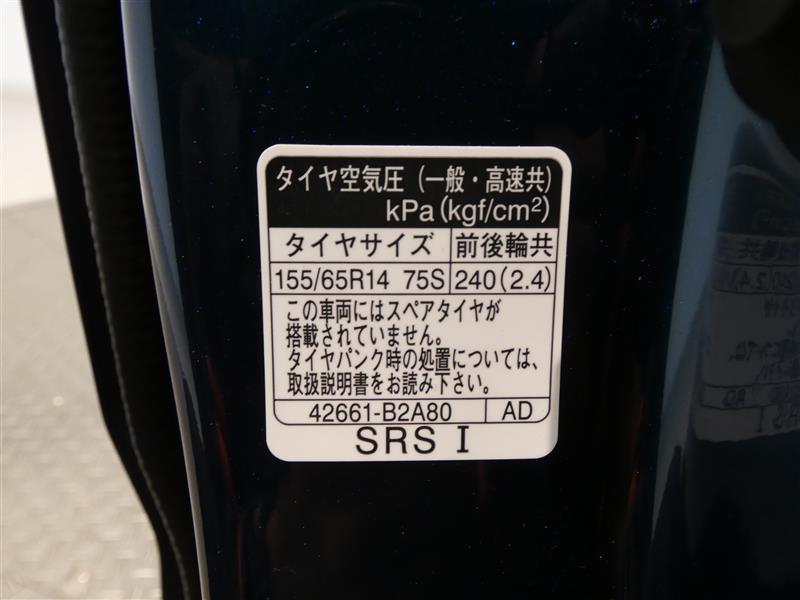 タイヤ空気圧（一般・高速共）
kPa(kgf/cm²)
タイヤサイズ 前後輪共
155/65R14 75S 240(2.4)
この車両にはスペアタイヤが
搭載されていません。
タイヤパンク時の処置については、
取扱説明書をお読み下さい。
42661-B2A80 AD
SRS I